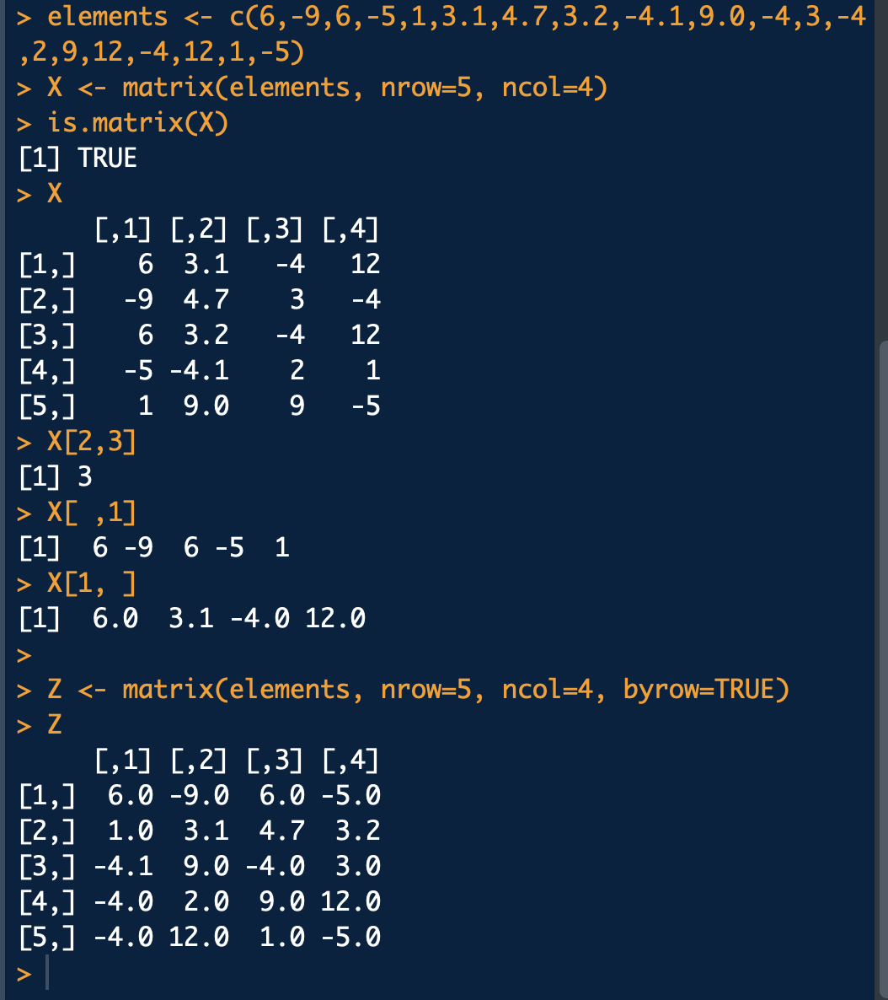 > elements <- c(6,-9,6,-5,1,3.1,4.7,3.2,-4.1,9.0,-4,3,-4
,2,9,12,-4,12,1,-5)
> X <- matrix(elements, nrow=5, ncol=4)
> is.matrix(X)
[1] TRUE
> X
     [,1] [,2] [,3] [,4]
[1,]    6  3.1   -4   12
[2,]   -9  4.7    3   -4
[3,]    6  3.2   -4   12
[4,]   -5 -4.1    2    1
[5,]    1  9.0    9   -5
> X[2,3]
[1] 3
> X[ ,1]
[1]  6 -9  6 -5  1
> X[1, ]
[1]  6.0  3.1 -4.0 12.0
>
> Z <- matrix(elements, nrow=5, ncol=4, byrow=TRUE)
> Z
     [,1] [,2] [,3] [,4]
[1,]  6.0 -9.0  6.0 -5.0
[2,]  1.0  3.1  4.7  3.2
[3,] -4.1  9.0 -4.0  3.0
[4,] -4.0  2.0  9.0 12.0
[5,] -4.0 12.0  1.0 -5.0
>